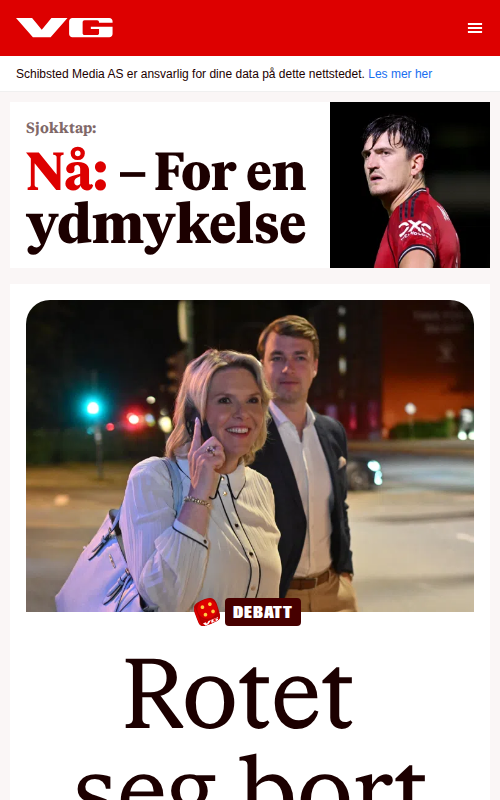 VG
Schibsted Media AS er ansvarlig for dine data på dette nettstedet. Les mer her
Sjokktap:
Nå: – For en
ydmykelse
DEBATT
Rotet
seg bort